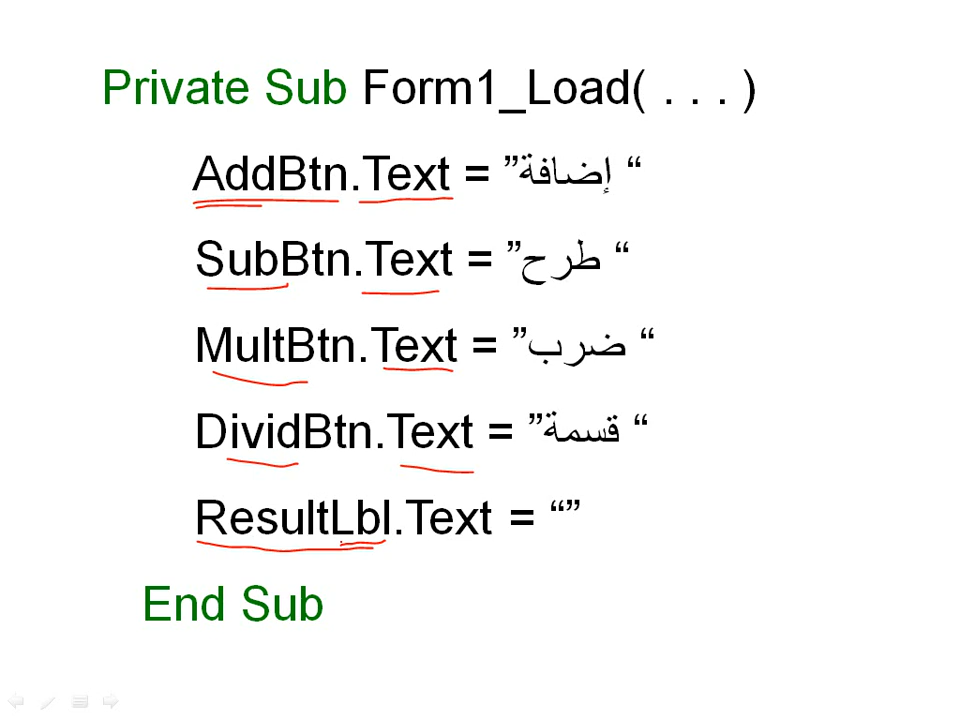 Private Sub Form1_Load( . . . )
AddBtn.Text = ”إضافة “
SubBtn.Text = ”طرح “
MultBtn.Text = ”ضرب “
DividBtn.Text = ”قسمة “
ResultLbl.Text = “”
End Sub